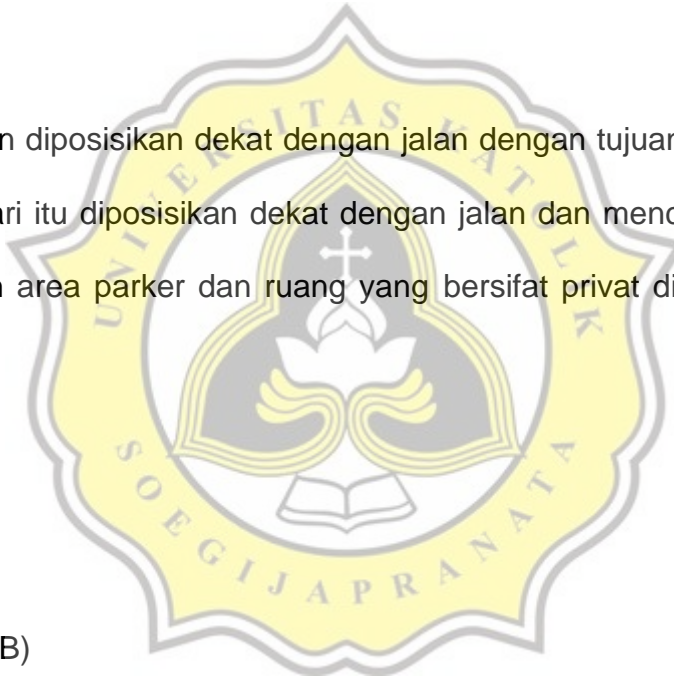 n diposisikan dekat dengan jalan dengan tujuan
ari itu diposisikan dekat dengan jalan dan menc
n area parker dan ruang yang bersifat privat di
UNIVERSITAS KATOLIK
SOEGIJAPRANATA
B)